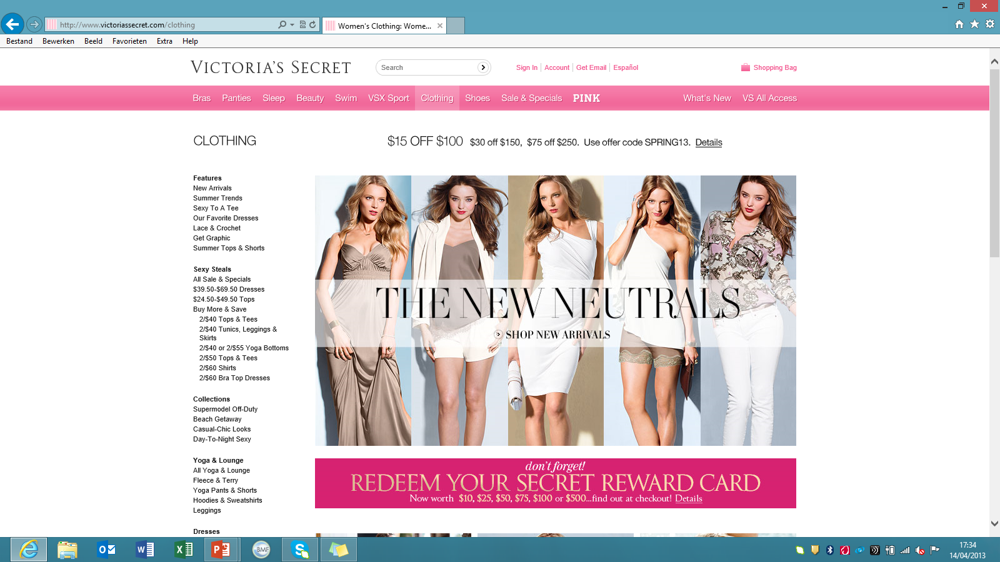 http://www.victoriassecret.com/clothing
Women's Clothing: Wome...
Bestand Bewerken Beeld Favorieten Extra Help
VICTORIA'S SECRET
Search
Sign In Account Get Email Español
Shopping Bag
Bras Panties Sleep Beauty Swim VSX Sport Clothing Shoes Sale & Specials PINK What's New VS All Access
CLOTHING
$15 OFF $100 $30 off $150, $75 off $250. Use offer code SPRING13. Details
Features
New Arrivals
Summer Trends
Sexy To A Tee
Our Favorite Dresses
Lace & Crochet
Get Graphic
Summer Tops & Shorts
Sexy Steals
All Sale & Specials
$39.50-$69.50 Dresses
$24.50-$49.50 Tops
Buy More & Save
2/$40 Tops & Tees
2/$40 Tunics, Leggings &
Skirts
2/$40 or 2/$55 Yoga Bottoms
2/$50 Tops & Tees
2/$60 Shirts
2/$60 Bra Top Dresses
Collections
Supermodel Off-Duty
Beach Getaway
Casual-Chic Looks
Day-To-Night Sexy
Yoga & Lounge
All Yoga & Lounge
Fleece & Terry
Yoga Pants & Shorts
Hoodies & Sweatshirts
Leggings
Dresses
THE NEW NEUTRALS
SHOP NEW ARRIVALS
don't forget!
REDEEM YOUR SECRET REWARD CARD
Now worth $10, $25, $50, $75, $100 or $500...find out at checkout! Details
BMF
17:34
14/04/2013